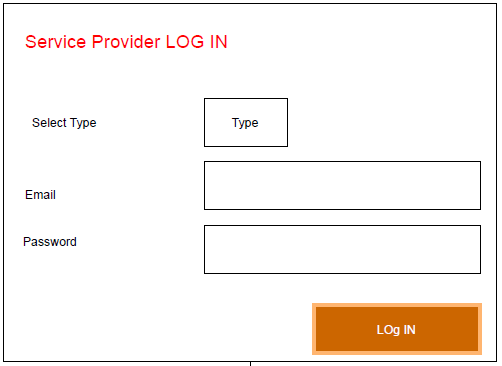 Service Provider LOG IN
Select Type
Type
Email
Password
LOg IN